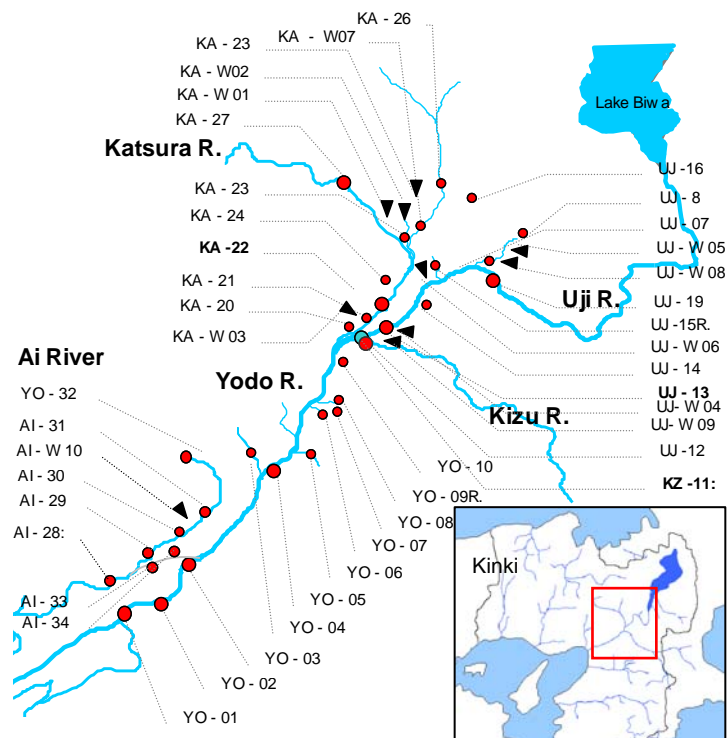 KA - 26
KA - W07
KA - 23
KA - W02
KA - W 01
KA - 27
Katsura R.
KA - 23
KA - 24
KA -22
KA - 21
KA - 20
KA - W 03
Lake Biwa
UJ -16
UJ - 8
UJ - 07
UJ - W 05
UJ - W 08
Uji R.
UJ -19
UJ -15R.
UJ - W 06
UJ - 14
UJ - 13
UJ- W 04
UJ- W 09
UJ -12
KZ -11:
Kizu R.
Yodo R.
Ai River
YO - 32
AI - 31
AI - W 10
AI - 30
AI - 29
AI - 28:
AI - 33
AI - 34
YO - 10
YO - 09R.
YO - 08
YO - 07
YO - 06
YO - 05
YO - 04
YO - 03
YO - 02
YO - 01
Kinki